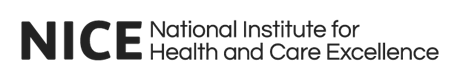 NICE National Institute for
Health and Care Excellence